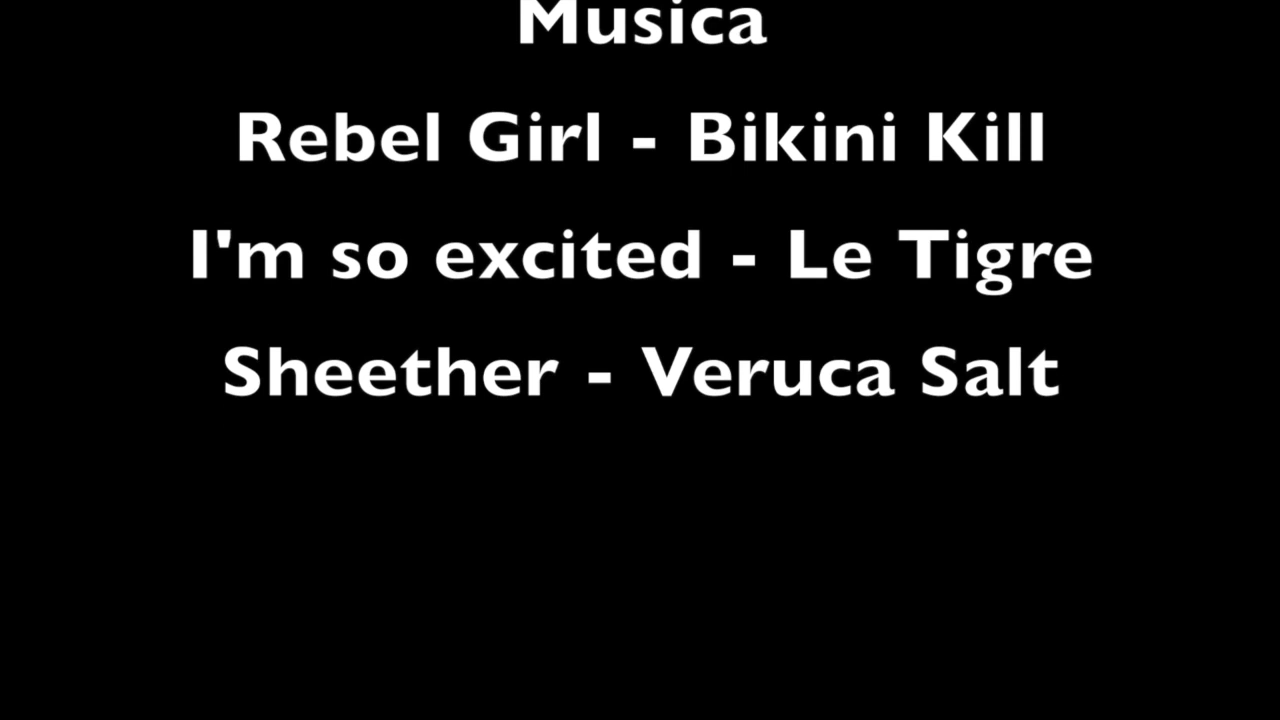 Musica
Rebel Girl - Bikini Kill
I'm so excited - Le Tigre
Sheether - Veruca Salt